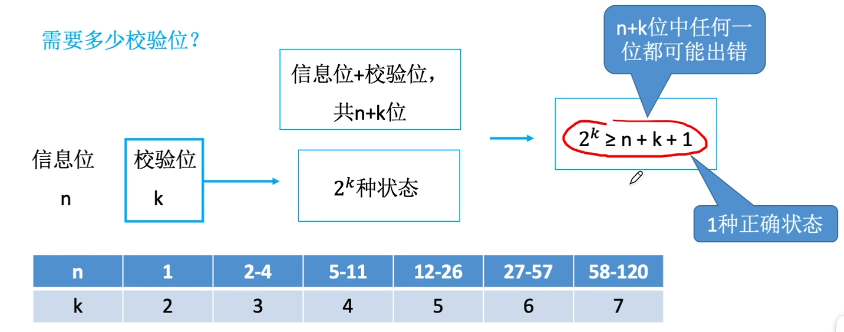 需要多少校验位？
n+k位中任何一
位都可能出错
信息位+校验位，
共n+k位
2ᵏ ≥ n + k + 1
信息位
n
校验位
k
2ᵏ种状态
1种正确状态
n 1 2-4 5-11 12-26 27-57 58-120
k 2 3 4 5 6 7